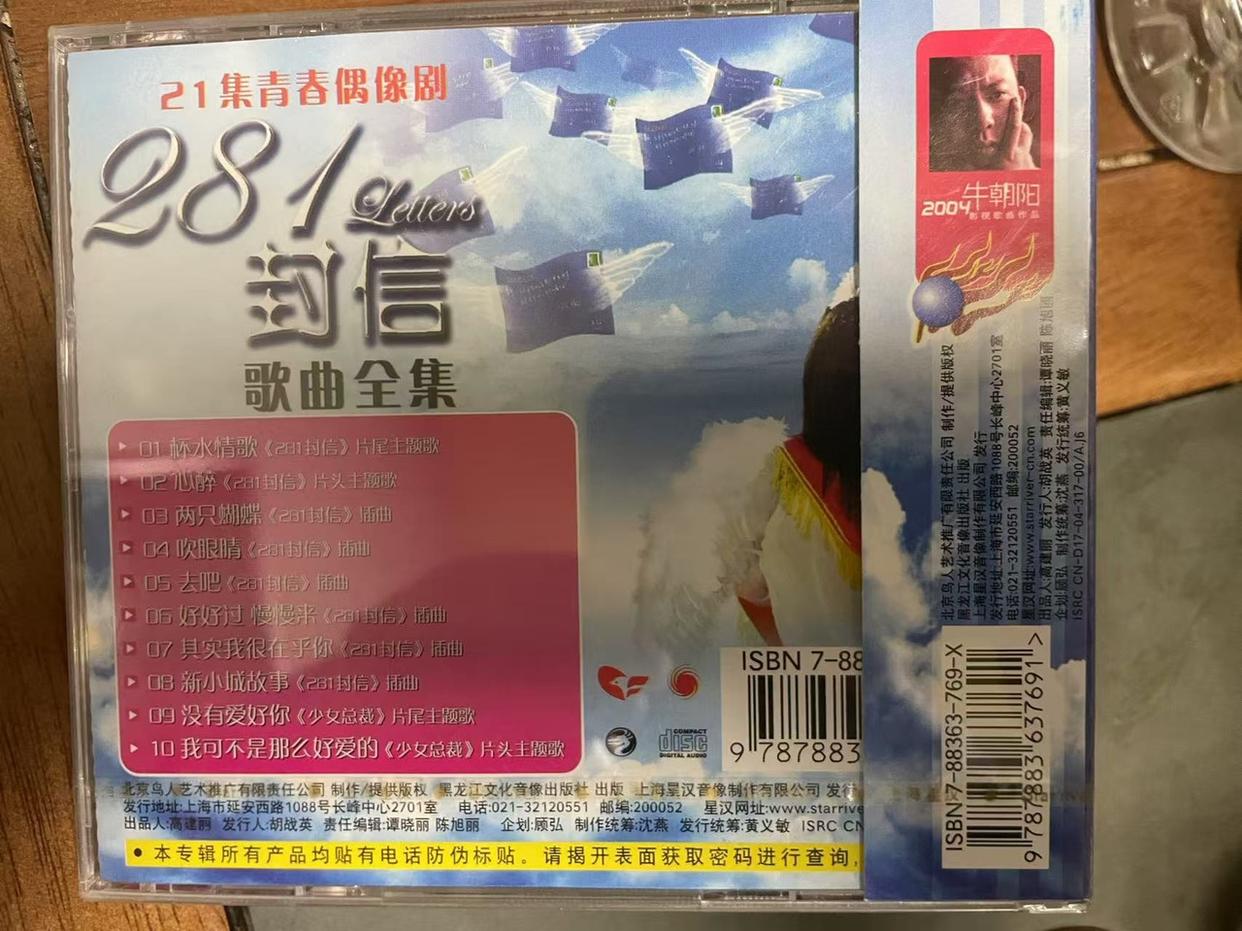 21集青春偶像剧
281 Letters
封信
歌曲全集
01 杯水情歌《281封信》片尾主题歌
02 心醉《281封信》片头主题歌
03 两只蝴蝶《281封信》插曲
04 吹眼睛《281封信》插曲
05 去吧《281封信》插曲
06 好好过 慢慢来《281封信》插曲
07 其实我很在乎你《281封信》插曲
08 新小城故事《281封信》插曲
09 没有爱好你《少女总裁》片尾主题歌
10 我可不是那么好爱的《少女总裁》片头主题歌
ISBN 7-88
9 787883
COMPACT
disc
DIGITAL AUDIO
北京鸟人艺术推广有限责任公司 制作/提供版权 黑龙江文化音像出版社 出版 上海星汉音像制作有限公司 发行
发行地址:上海市延安西路1088号长峰中心2701室 电话:021-32120551 邮编:200052 星汉网址:www.starrive
出品人:高建丽 发行人:胡战英 责任编辑:谭晓丽 陈旭丽 企划:顾弘 制作统筹:沈燕 发行统筹:黄义敏 ISRC CN
•本专辑所有产品均贴有电话防伪标贴。请揭开表面获取密码进行查询,
2004牛朝阳
影视歌曲作品
北京鸟人艺术推广有限责任公司 制作/提供版权
黑龙江文化音像出版社 出版
上海星汉音像制作有限公司 发行
发行地址:上海市延安西路1088号长峰中心2701室
电话:021-32120551 邮编:200052
星汉网址:www.starriver-cn.com
出品人:高建丽 发行人:胡战英 责任编辑:谭晓丽 陈旭
企划:顾弘 制作统筹:沈燕 发行统筹:黄义敏
ISRC CN-D17-04-317-00/A.J6
ISBN 7-88363-769-X
9 787883 637691 >